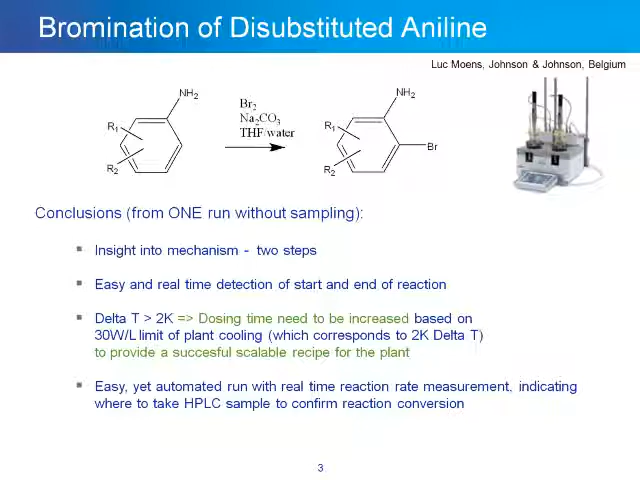 Bromination of Disubstituted Aniline
Luc Moens, Johnson & Johnson, Belgium
NH2
R1
R2
Br2
Na2CO3
THF/water
NH2
R1
Br
R2
Conclusions (from ONE run without sampling):
▪ Insight into mechanism - two steps
▪ Easy and real time detection of start and end of reaction
▪ Delta T > 2K => Dosing time need to be increased based on
30W/L limit of plant cooling (which corresponds to 2K Delta T)
to provide a succesful scalable recipe for the plant
▪ Easy, yet automated run with real time reaction rate measurement, indicating
where to take HPLC sample to confirm reaction conversion
3